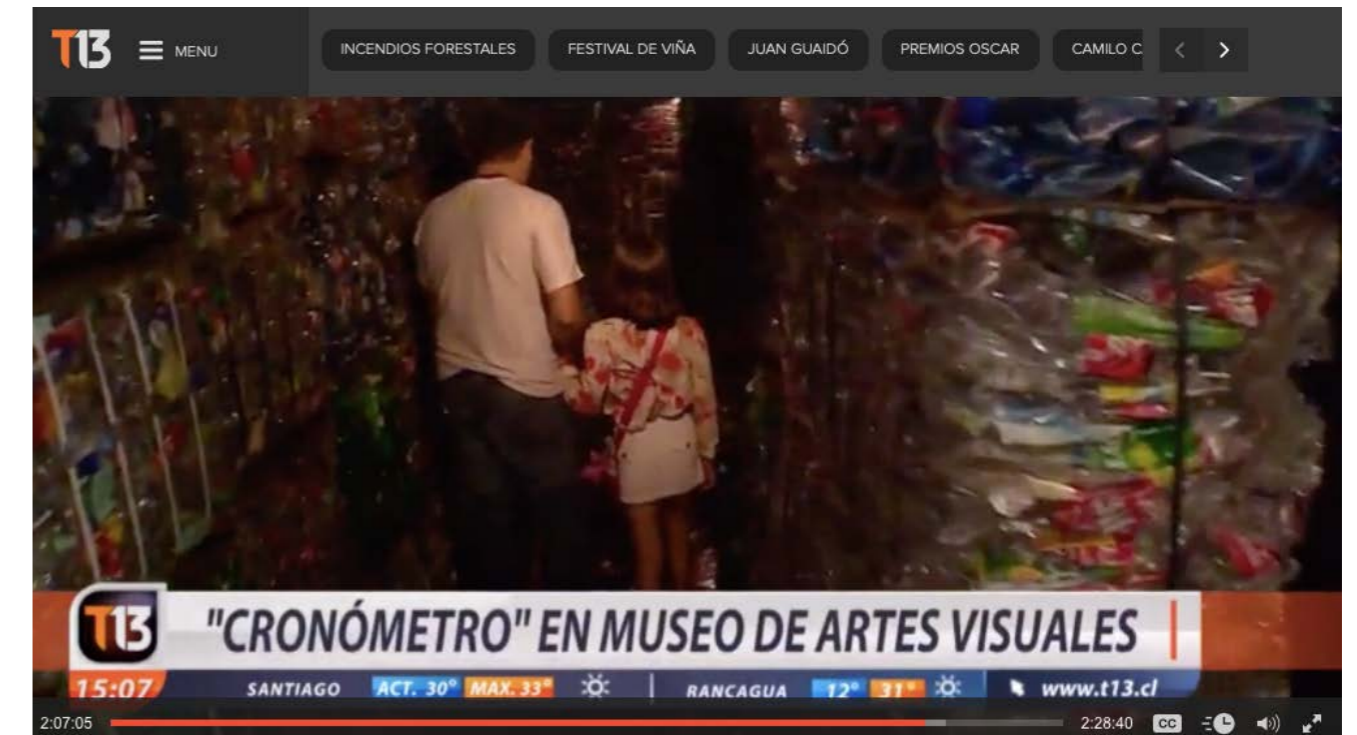 T13 MENU INCENDIOS FORESTALES FESTIVAL DE VIÑA JUAN GUAIDÓ PREMIOS OSCAR CAMILO C
T13 "CRONÓMETRO" EN MUSEO DE ARTES VISUALES
15:07 SANTIAGO ACT. 30° MAX. 33° RANCAGUA 12° 31° www.t13.cl
2:07:05 2:28:40 CC